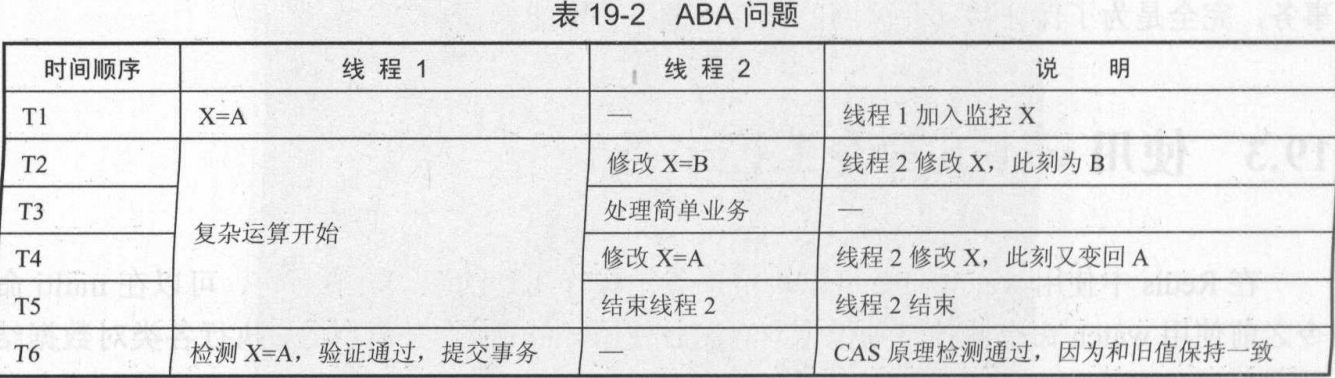 表 19-2 ABA 问题
时间顺序 线 程 1 线 程 2 说 明
T1 X=A — 线程 1 加入监控 X
T2 修改 X=B 线程 2 修改 X，此刻为 B
T3 处理简单业务 —
复杂运算开始
T4 修改 X=A 线程 2 修改 X，此刻又变回 A
T5 结束线程 2 线程 2 结束
T6 检测 X=A，验证通过，提交事务 — CAS 原理检测通过，因为和旧值保持一致